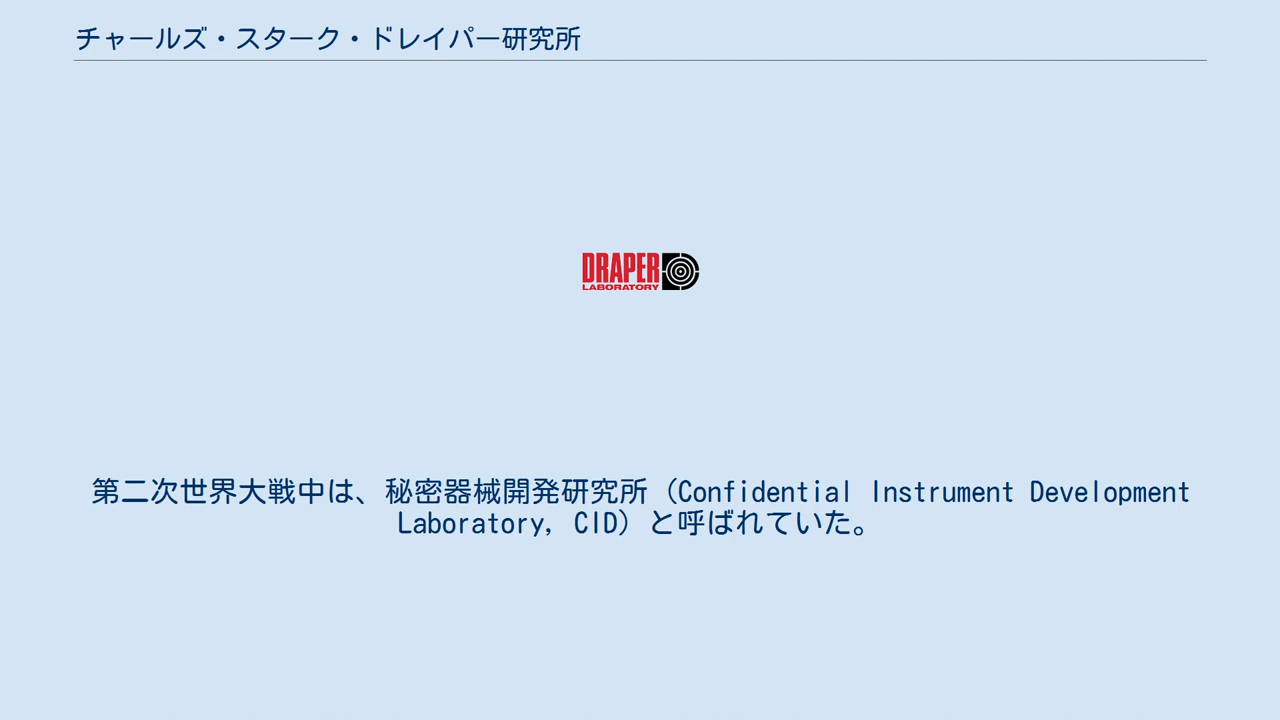 チャールズ・スターク・ドレイパー研究所
DRAPER
LABORATORY
第二次世界大戦中は、秘密器械開発研究所（Confidential Instrument Development
Laboratory, CID）と呼ばれていた。